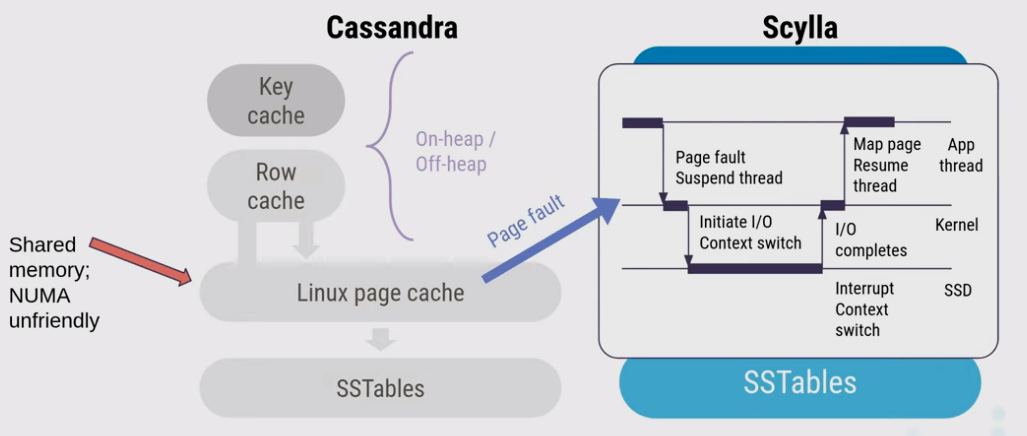 Cassandra
Scylla
Key
cache
Row
cache
On-heap /
Off-heap
Shared
memory;
NUMA
unfriendly
Linux page cache
SSTables
Page fault
Page fault
Suspend thread
Map page
Resume
thread
App
thread
Initiate I/O
Context switch
I/O
completes
Kernel
Interrupt
Context
switch
SSD
SSTables